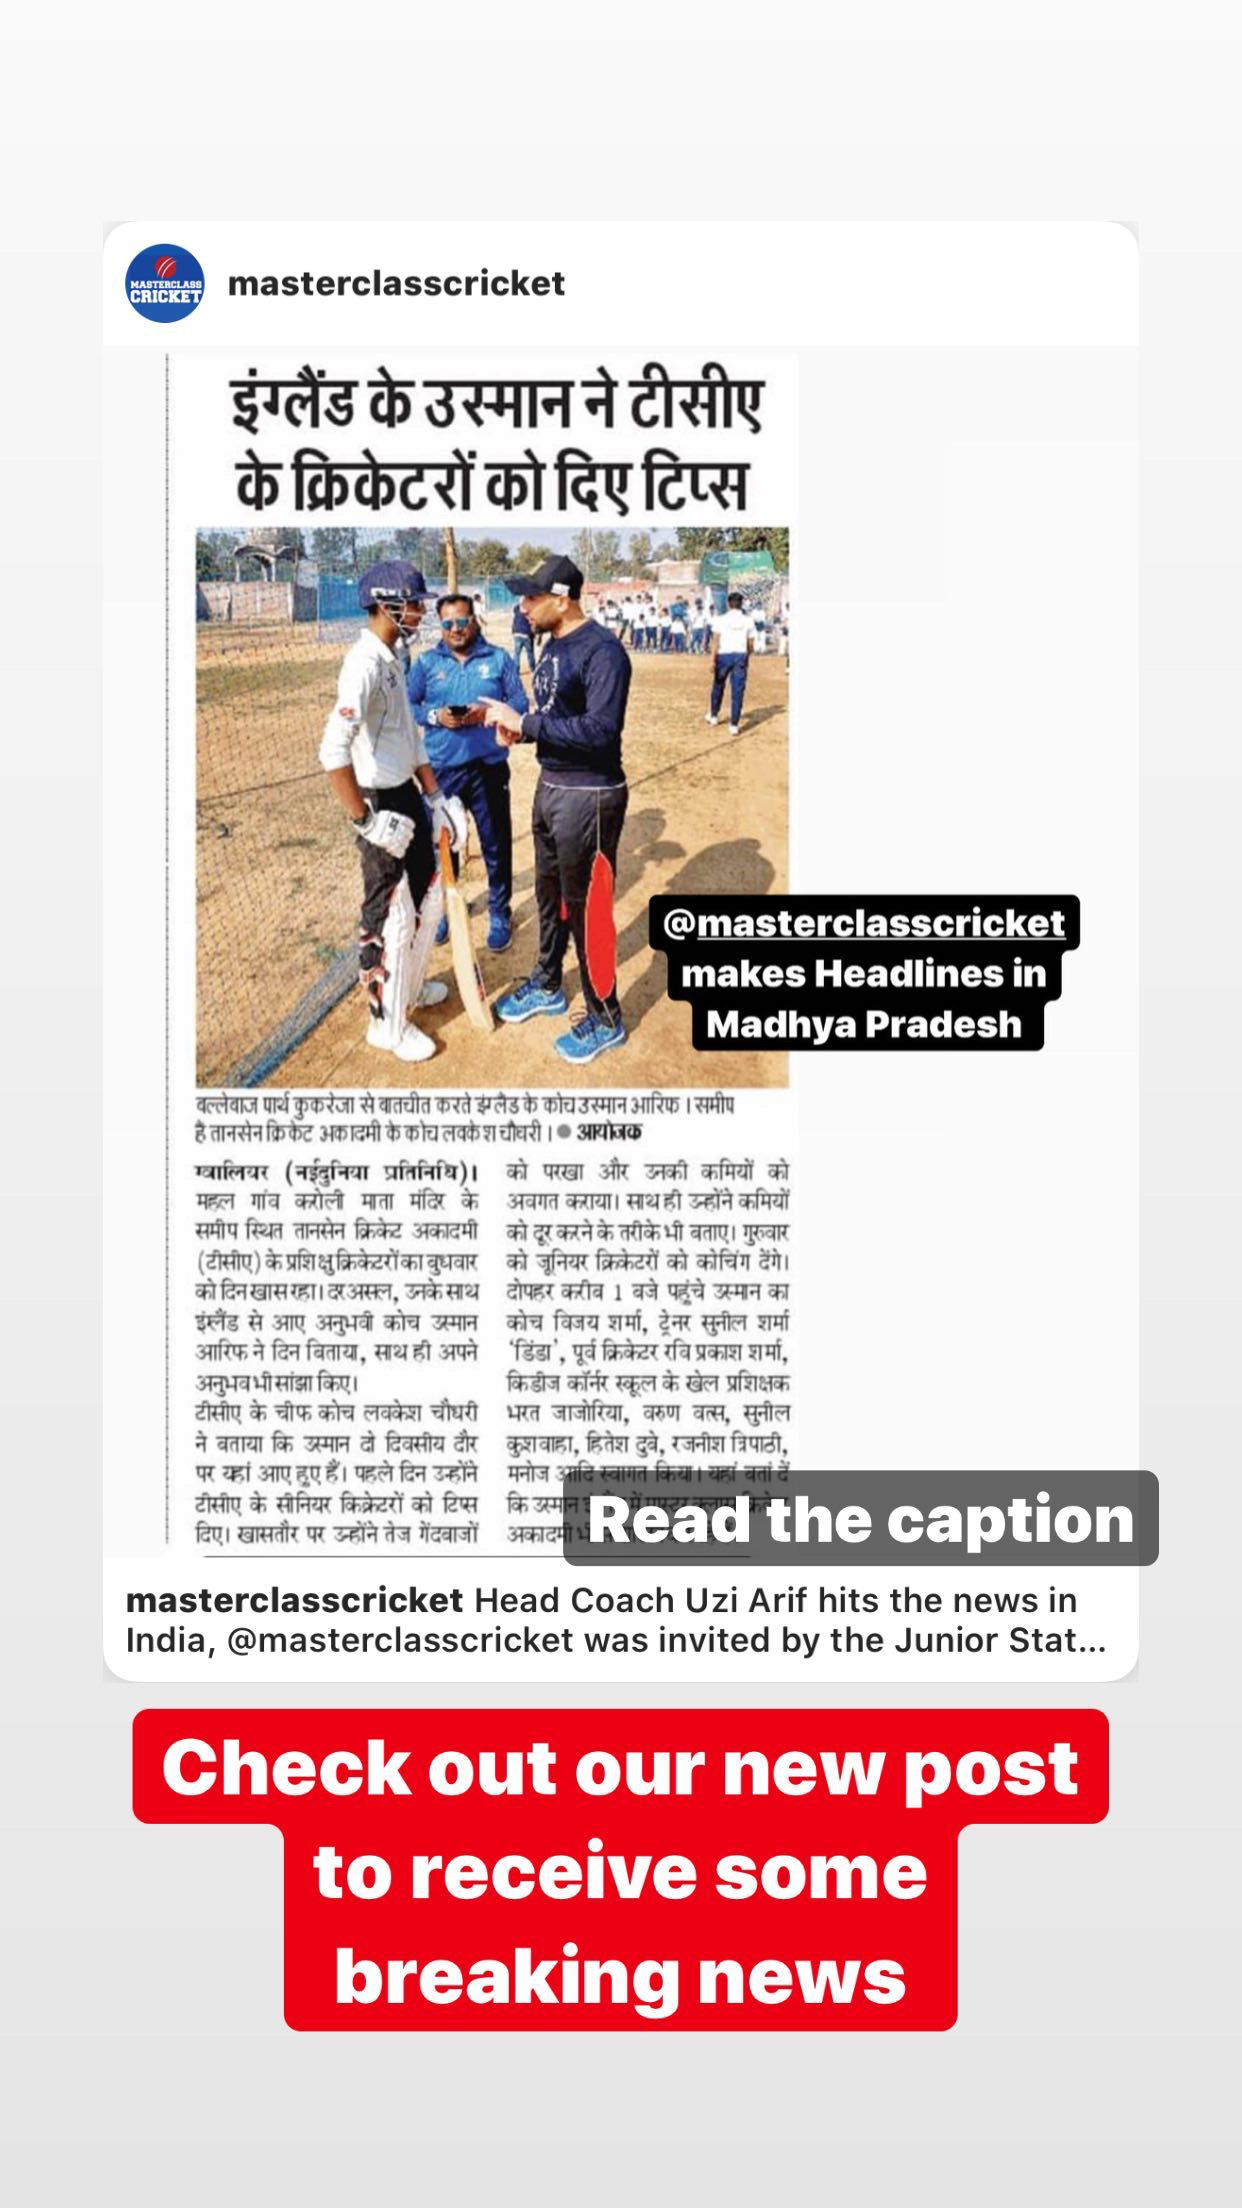 MASTERCLASS
CRICKET
masterclasscricket
इंग्लैंड के उस्मान ने टीसीए
के क्रिकेटरों को दिए टिप्स
@masterclasscricket
makes Headlines in
Madhya Pradesh
बल्लेबाज पार्थ कुकरेजा से बातचीत करते इंग्लैंड के कोच उस्मान आरिफ । समीप
है तानसेन क्रिकेट अकादमी के कोच लवकेश चौधरी । ● आयोजक
ग्वालियर (नईदुनिया प्रतिनिधि)।
महल गांव करोली माता मंदिर के
समीप स्थित तानसेन क्रिकेट अकादमी
(टीसीए) के प्रशिक्षु क्रिकेटरों का बुधवार
को दिन खास रहा। दरअस्ल, उनके साथ
इंग्लैंड से आए अनुभवी कोच उस्मान
आरिफ ने दिन बिताया, साथ ही अपने
अनुभव भी सांझा किए।
टीसीए के चीफ कोच लवकेश चौधरी
ने बताया कि उस्मान दो दिवसीय दौर
पर यहां आए हुए हैं। पहले दिन उन्होंने
टीसीए के सीनियर क्रिकेटरों को टिप्स
दिए। खासतौर पर उन्होंने तेज गेंदबाजों
को परखा और उनकी कमियों को
अवगत कराया। साथ ही उन्होंने कमियों
को दूर करने के तरीके भी बताए। गुरुवार
को जूनियर क्रिकेटरों को कोचिंग देंगे।
दोपहर करीब 1 बजे पहुंचे उस्मान का
कोच विजय शर्मा, ट्रेनर सुनील शर्मा
‘डिंडा’, पूर्व क्रिकेटर रवि प्रकाश शर्मा,
किडीज कॉर्नर स्कूल के खेल प्रशिक्षक
भरत जाजोरिया, वरुण वत्स, सुनील
कुशवाहा, हितेश दुबे, रजनीश त्रिपाठी,
मनोज आदि स्वागत किया। यहां बतां दें
कि उस्मान
अकादमी
Read the caption
masterclasscricket Head Coach Uzi Arif hits the news in
India, @masterclasscricket was invited by the Junior Stat...
Check out our new post
to receive some
breaking news